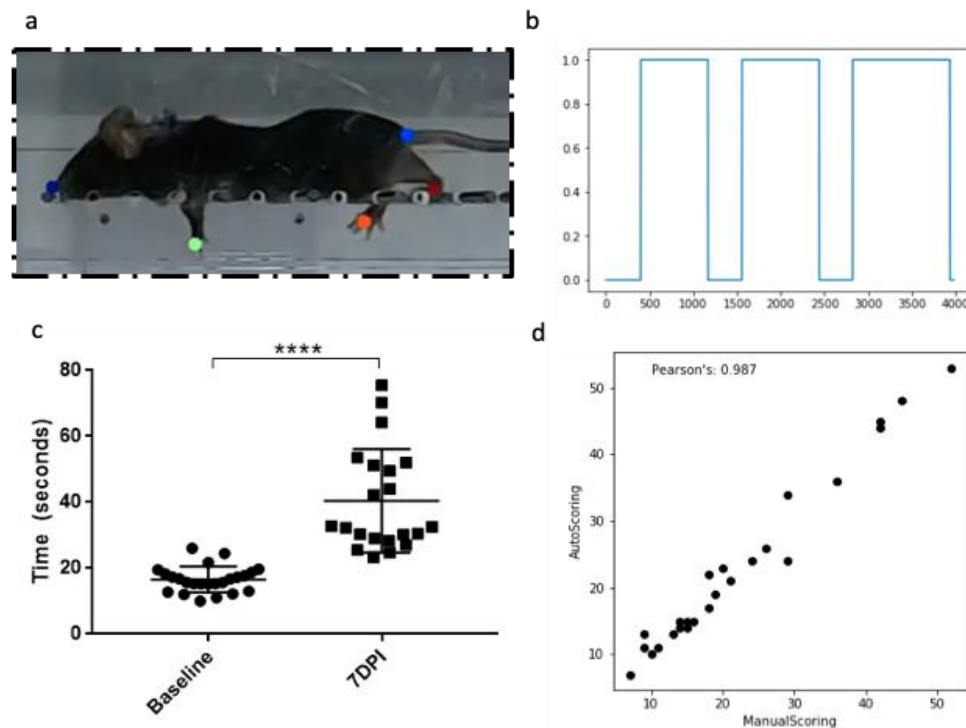 a
b
1.0
0.8
0.6
0.4
0.2
0.0
0 500 1000 1500 2000 2500 3000 3500 4000
c
****
80
60
40
20
0
Time (seconds)
Baseline
7DPI
d
Pearson's: 0.987
50
40
30
20
10
AutoScoring
10 20 30 40 50
ManualScoring